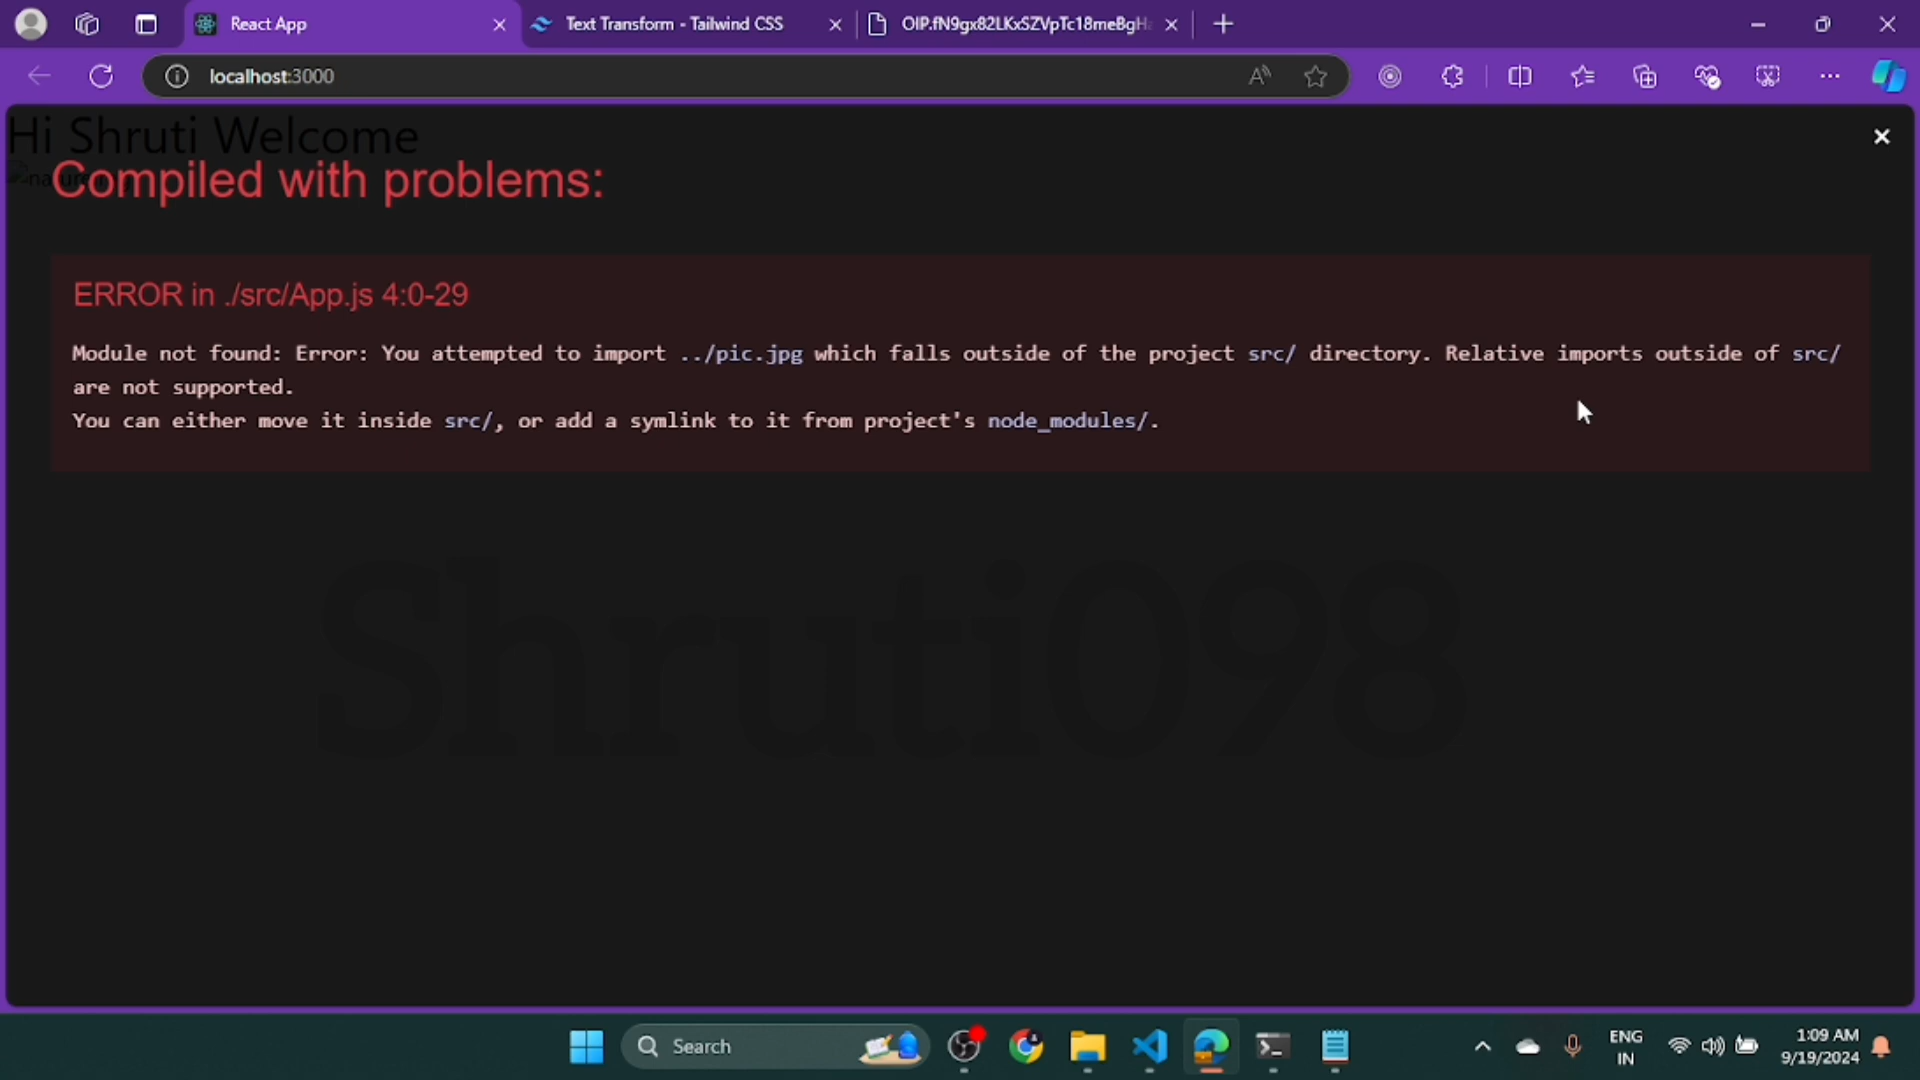 React App
Text Transform - Tailwind CSS
localhost:3000
Hi Shruti Welcome
Compiled with problems:
ERROR in ./src/App.js 4:0-29
Module not found: Error: You attempted to import ../pic.jpg which falls outside of the project src/ directory. Relative imports outside of src/
are not supported.
You can either move it inside src/, or add a symlink to it from project's node_modules/.
Shruti098
Search
ENG
IN
1:09 AM
9/19/2024